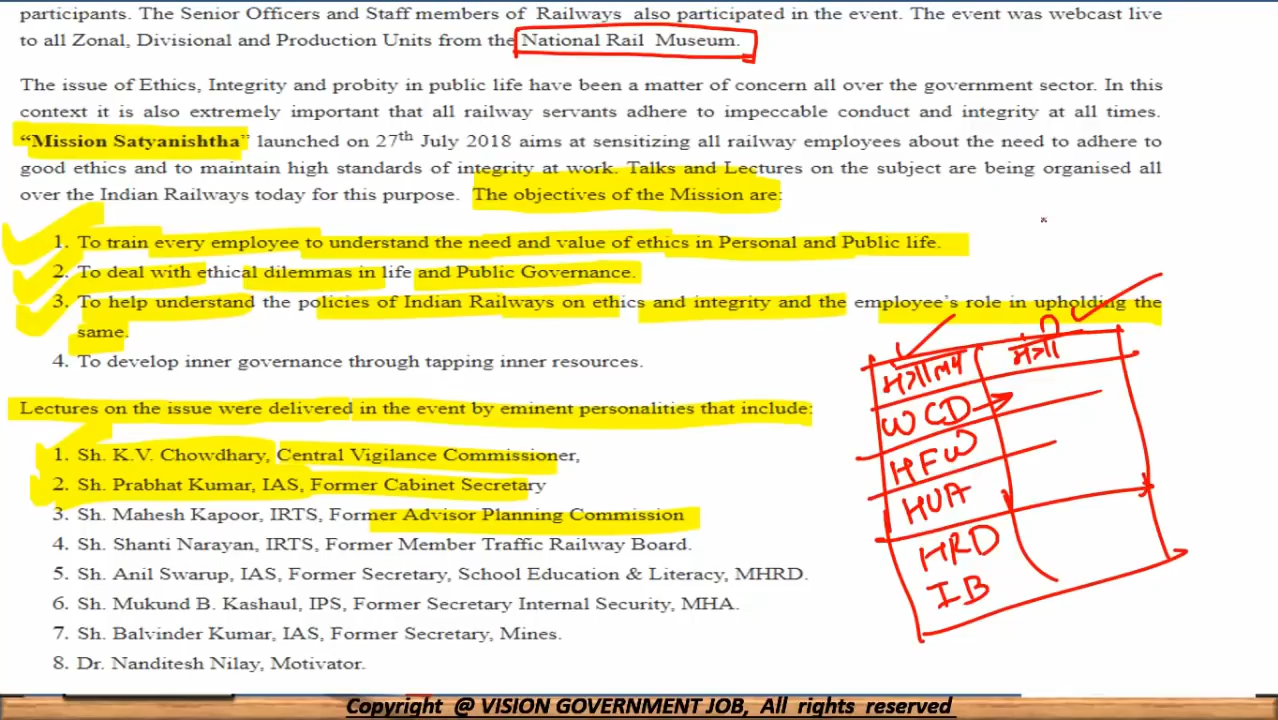 participants. The Senior Officers and Staff members of Railways also participated in the event. The event was webcast live
to all Zonal, Divisional and Production Units from the National Rail Museum.
The issue of Ethics, Integrity and probity in public life have been a matter of concern all over the government sector. In this
context it is also extremely important that all railway servants adhere to impeccable conduct and integrity at all times.
“Mission Satyanishtha” launched on 27th July 2018 aims at sensitizing all railway employees about the need to adhere to
good ethics and to maintain high standards of integrity at work. Talks and Lectures on the subject are being organised all
over the Indian Railways today for this purpose. The objectives of the Mission are:
1. To train every employee to understand the need and value of ethics in Personal and Public life.
2. To deal with ethical dilemmas in life and Public Governance.
3. To help understand the policies of Indian Railways on ethics and integrity and the employee’s role in upholding the
same.
4. To develop inner governance through tapping inner resources.
Lectures on the issue were delivered in the event by eminent personalities that include:
1. Sh. K.V. Chowdhary, Central Vigilance Commissioner,
2. Sh. Prabhat Kumar, IAS, Former Cabinet Secretary
3. Sh. Mahesh Kapoor, IRTS, Former Advisor Planning Commission
4. Sh. Shanti Narayan, IRTS, Former Member Traffic Railway Board.
5. Sh. Anil Swarup, IAS, Former Secretary, School Education & Literacy, MHRD.
6. Sh. Mukund B. Kashaul, IPS, Former Secretary Internal Security, MHA.
7. Sh. Balvinder Kumar, IAS, Former Secretary, Mines.
8. Dr. Nanditesh Nilay, Motivator.
मंत्रालय मंत्री
WCD
HFW
HUA
HRD
IB
Copyright @ VISION GOVERNMENT JOB, All rights reserved